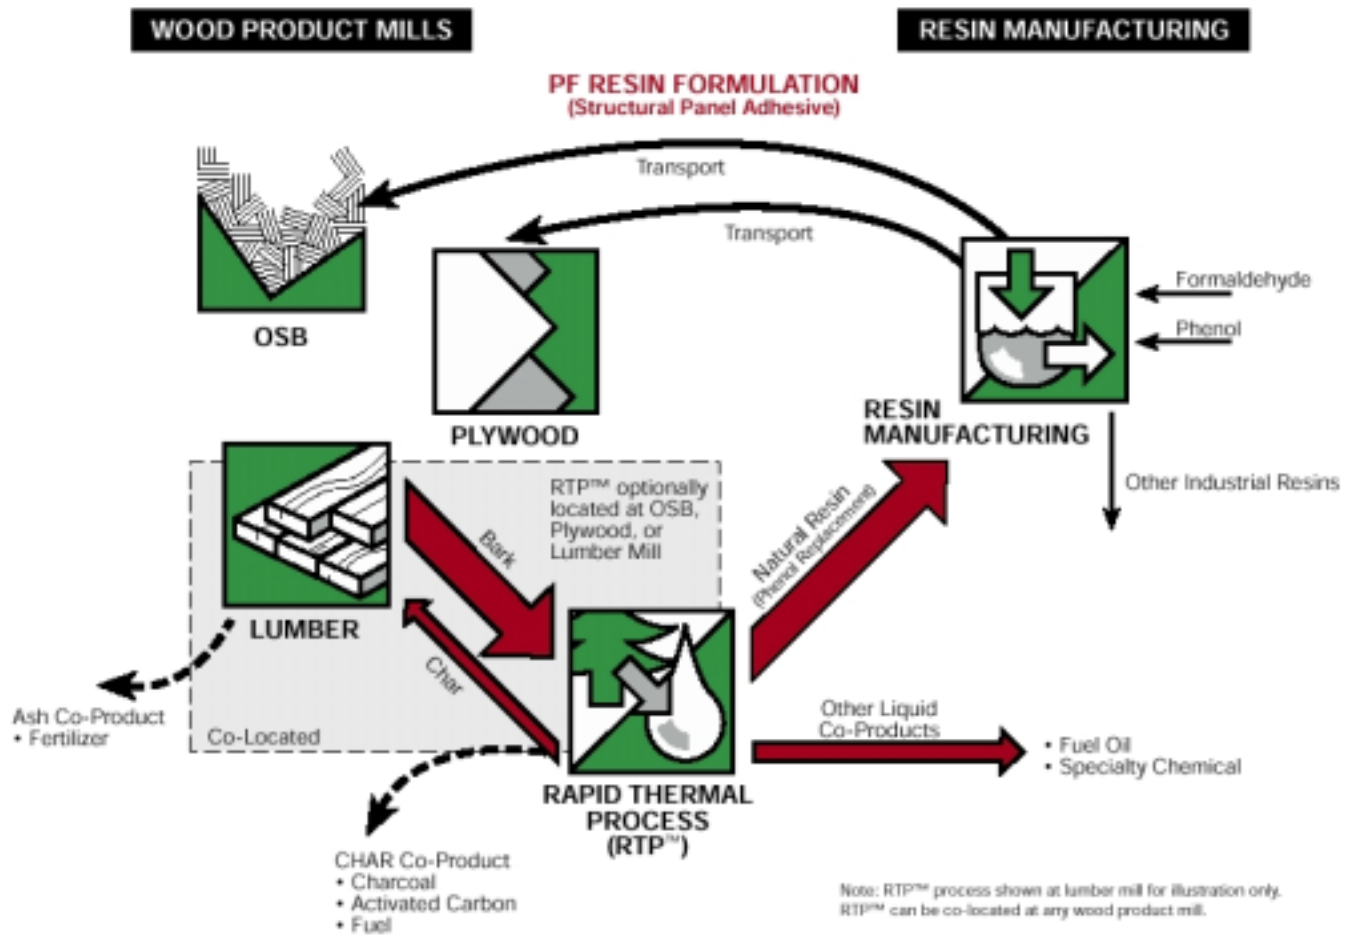 WOOD PRODUCT MILLS
RESIN MANUFACTURING
PF RESIN FORMULATION
(Structural Panel Adhesive)
Transport
Transport
OSB
PLYWOOD
Formaldehyde
Phenol
RESIN
MANUFACTURING
Other Industrial Resins
RTP™ optionally
located at OSB,
Plywood, or
Lumber Mill
Bark
Natural Resin
(Phenol Replacement)
LUMBER
Char
Ash Co-Product
• Fertilizer
Co-Located
Other Liquid
Co-Products
• Fuel Oil
• Specialty Chemical
RAPID THERMAL
PROCESS
(RTP™)
CHAR Co-Product
• Charcoal
• Activated Carbon
• Fuel
Note: RTP™ process shown at lumber mill for illustration only.
RTP™ can be co-located at any wood product mill.